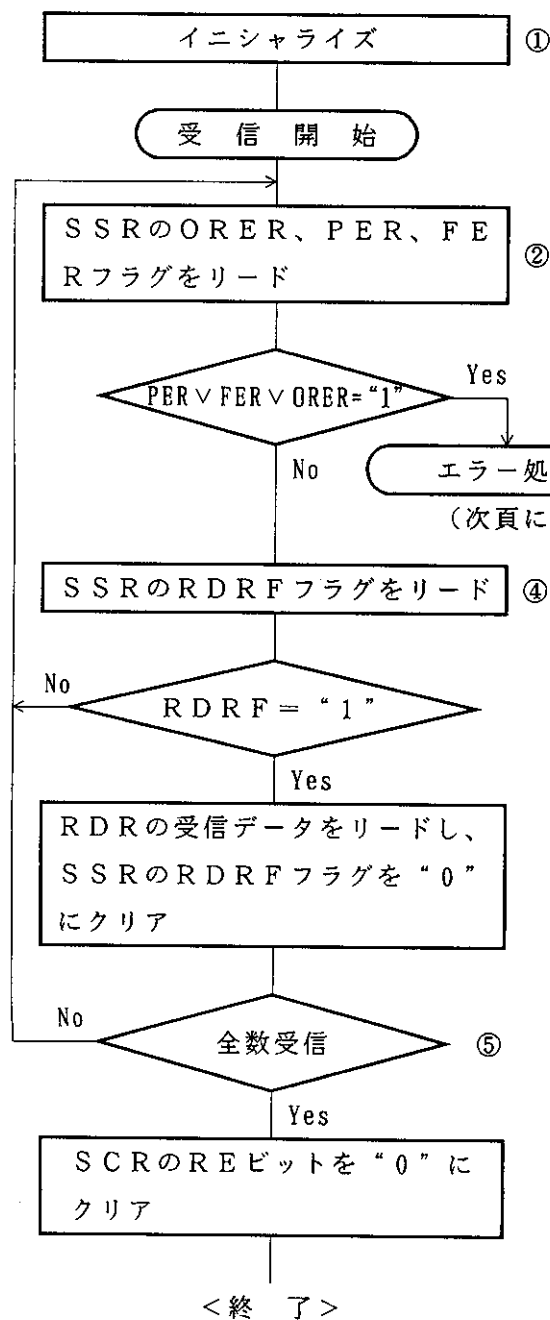 イニシャライズ ①
受信開始
SSRのORER、PER、FE
Rフラグをリード ②
PER∨FER∨ORER="1"
Yes
No
エラー処
(次頁に
SSRのRDRFフラグをリード ④
No
RDRF="1"
Yes
RDRの受信データをリードし、
SSRのRDRFフラグを"0"
にクリア
No
全数受信 ⑤
Yes
SCRのREビットを"0"に
クリア
<終 了>